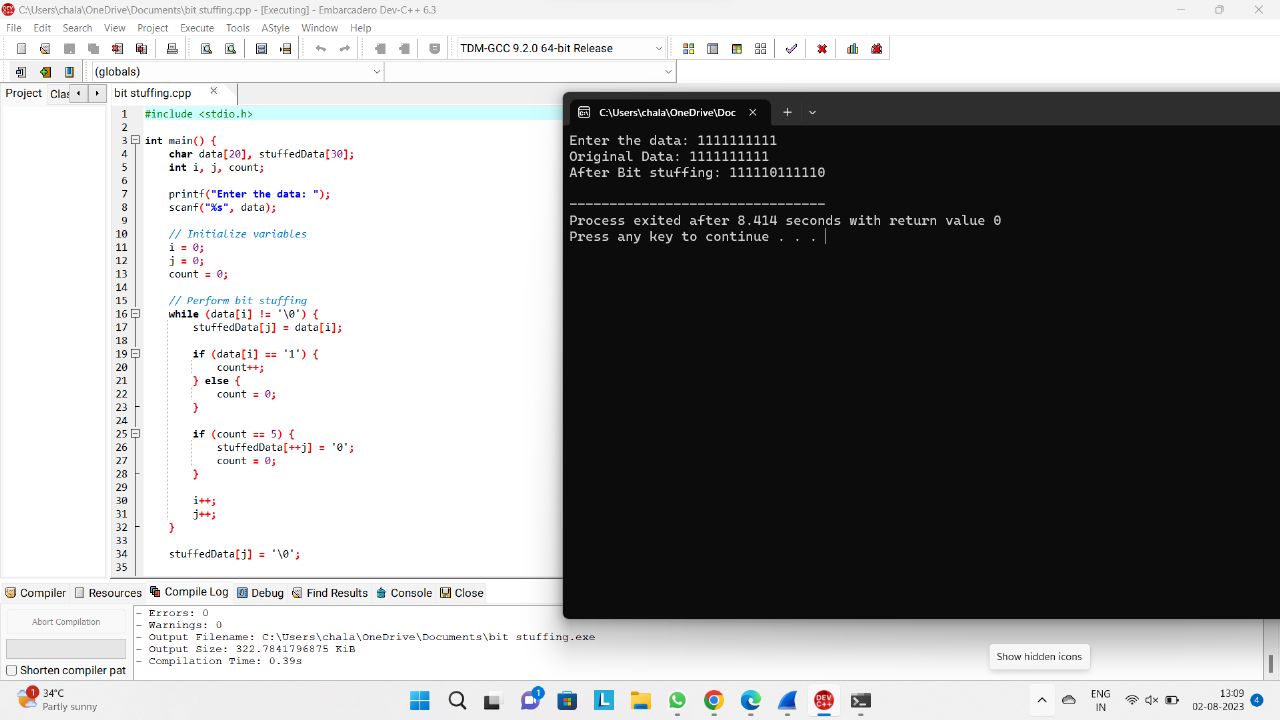 C:\Users\chala\OneDrive\Documents\bit stuffing.cpp - [Executing] - Embarcadero Dev-C++ 6.3
File Edit Search View Project Execute Tools AStyle Window Help
TDM-GCC 9.2.0 64-bit Release
(globals)
Project Clas bit stuffing.cpp
1 #include <stdio.h>
2
3 int main() {
4 char data[20], stuffedData[30];
5 int i, j, count;
6
7 printf("Enter the data: ");
8 scanf("%s", data);
9
10 // Initialize variables
11 i = 0;
12 j = 0;
13 count = 0;
14
15 // Perform bit stuffing
16 while (data[i] != '\0') {
17 stuffedData[j] = data[i];
18
19 if (data[i] == '1') {
20 count++;
21 } else {
22 count = 0;
23 }
24
25 if (count == 5) {
26 stuffedData[++j] = '0';
27 count = 0;
28 }
29
30 i++;
31 j++;
32 }
33
34 stuffedData[j] = '\0';
35
C:\Users\chala\OneDrive\Doc
Enter the data: 1111111111
Original Data: 1111111111
After Bit stuffing: 111110111110
--------------------------------
Process exited after 8.414 seconds with return value 0
Press any key to continue . . .
Compiler Resources Compile Log Debug Find Results Console Close
Abort Compilation
Shorten compiler pat
- Errors: 0
- Warnings: 0
- Output Filename: C:\Users\chala\OneDrive\Documents\bit stuffing.exe
- Output Size: 322.7841796875 KiB
- Compilation Time: 0.39s
Show hidden icons
1 34°C
Partly sunny
1
L
DEV C++
ENG
IN
13:09
02-08-2023
4